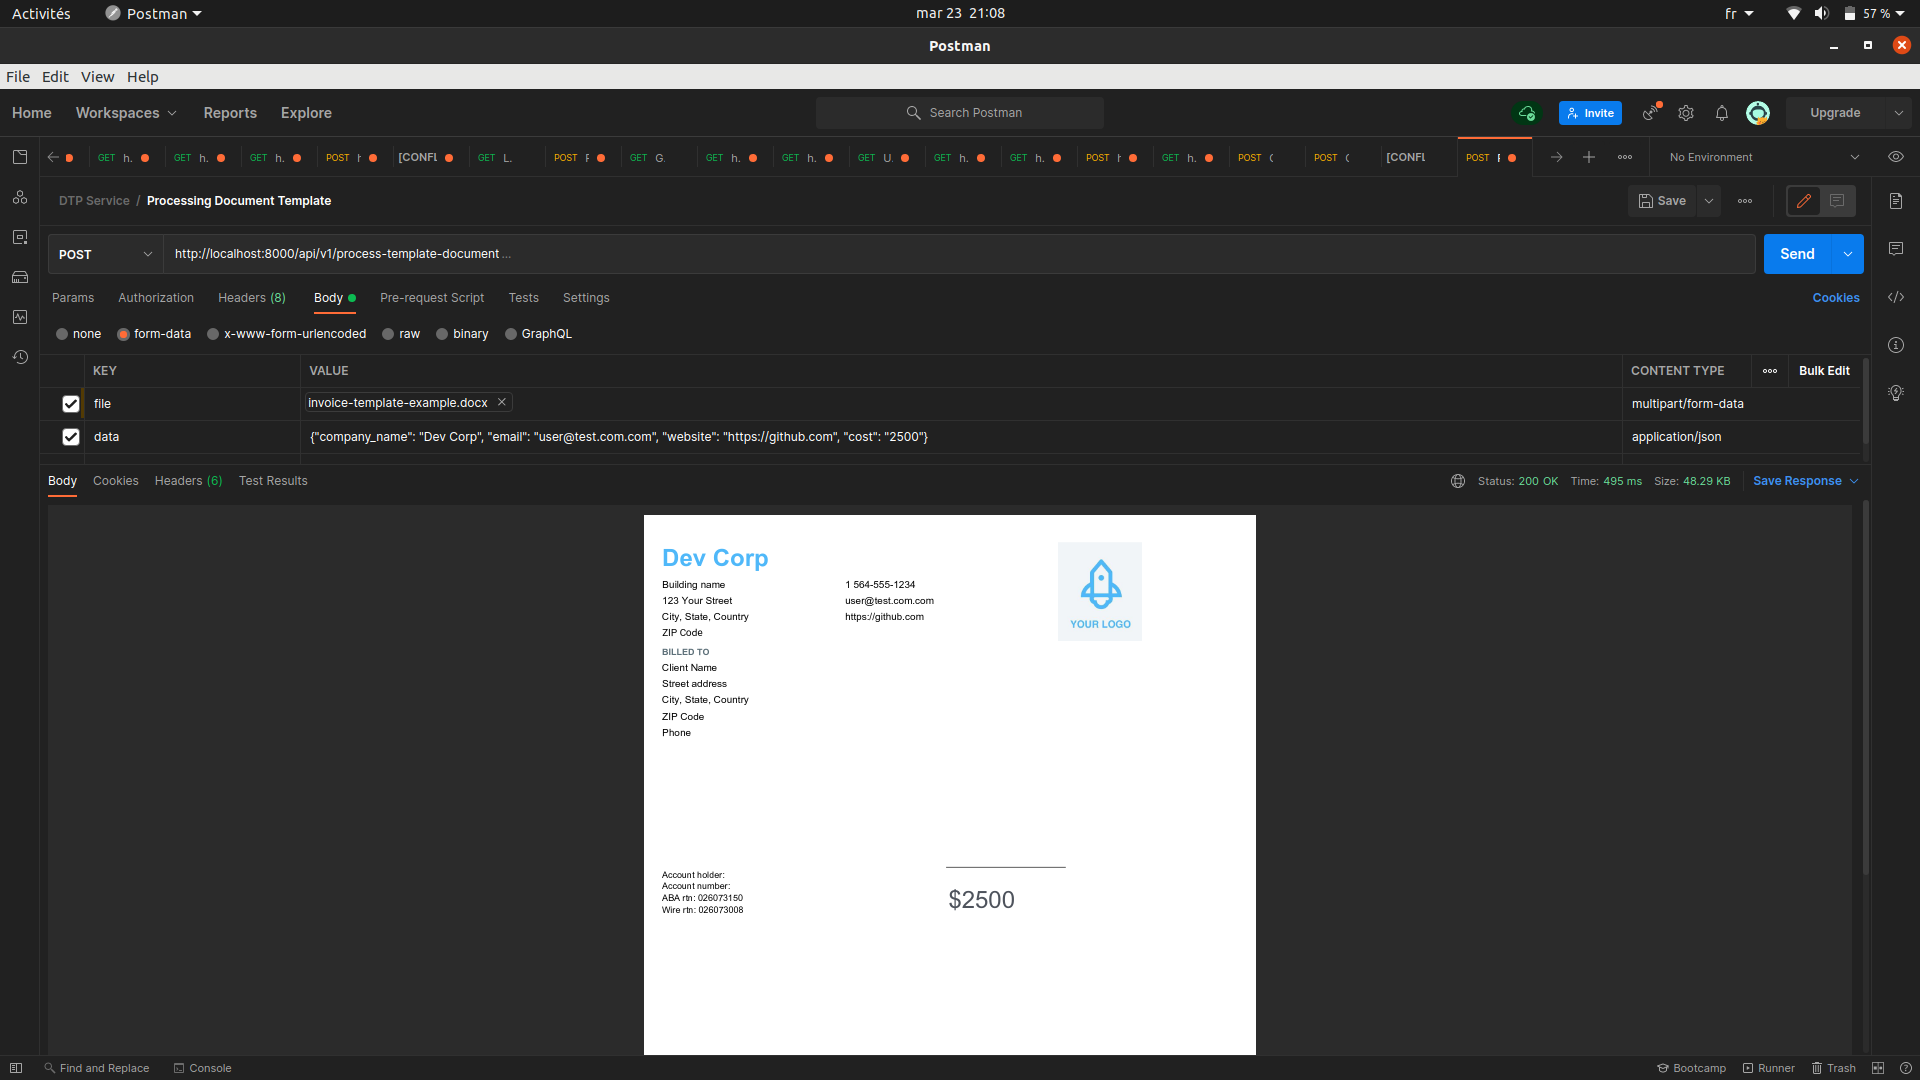 Activités Postman mar 23 21:08 fr 57 %
Postman
File Edit View Help
Home Workspaces Reports Explore Search Postman Invite Upgrade
GET h. GET h. GET h. POST [CONFL GET L. POST F GET G. GET h. GET h. GET U. GET h. GET h. POST GET h. POST POST [CONFL POST No Environment
DTP Service / Processing Document Template Save
POST http://localhost:8000/api/v1/process-template-document ... Send
Params Authorization Headers (8) Body Pre-request Script Tests Settings Cookies
none form-data x-www-form-urlencoded raw binary GraphQL
KEY VALUE CONTENT TYPE Bulk Edit
file invoice-template-example.docx multipart/form-data
data {"company_name": "Dev Corp", "email": "user@test.com.com", "website": "https://github.com", "cost": "2500"} application/json
Body Cookies Headers (6) Test Results Status: 200 OK Time: 495 ms Size: 48.29 KB Save Response
Dev Corp
Building name 1 564-555-1234
123 Your Street user@test.com.com
City, State, Country https://github.com
ZIP Code
YOUR LOGO
BILLED TO
Client Name
Street address
City, State, Country
ZIP Code
Phone
Account holder:
Account number:
ABA rtn: 026073150
Wire rtn: 026073008
$2500
Find and Replace Console Bootcamp Runner Trash